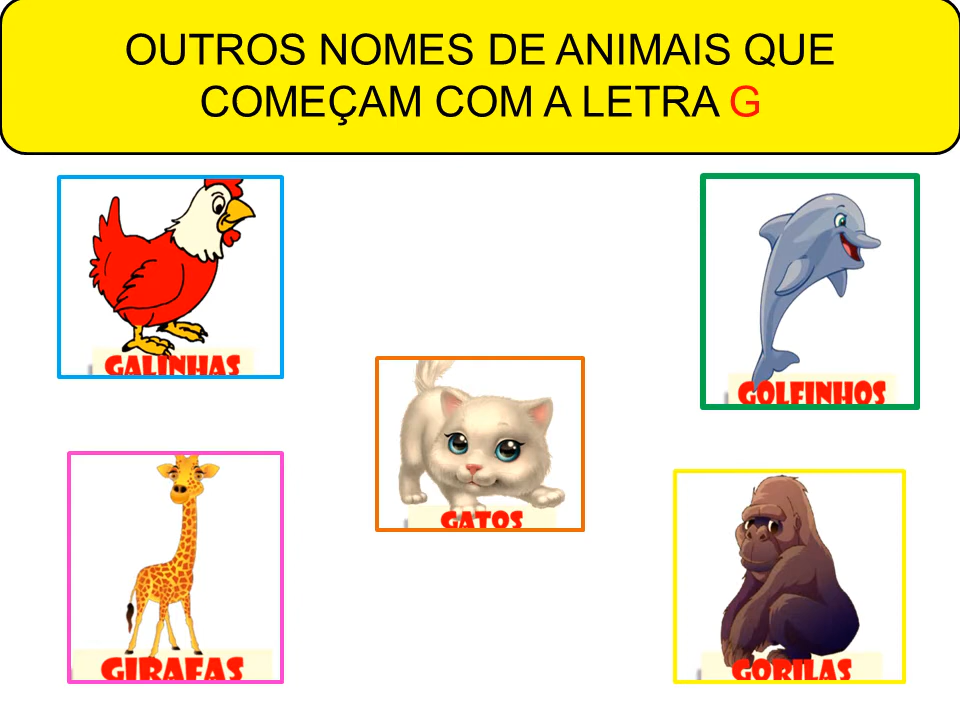 OUTROS NOMES DE ANIMAIS QUE
COMEÇAM COM A LETRA G
GALINHAS
GOLFINHOS
GATOS
GIRAFAS
GORILAS